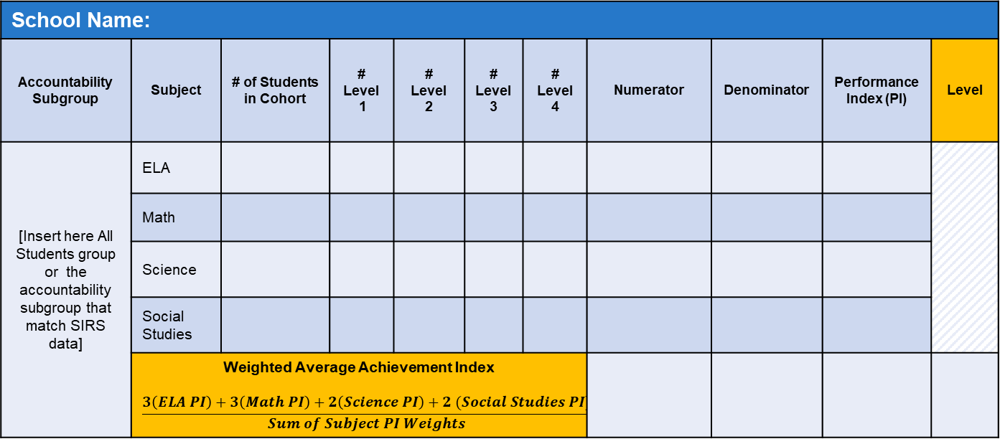 School Name:
Accountability
Subgroup
Subject
# of Students
in Cohort
#
Level
1
#
Level
2
#
Level
3
#
Level
4
Numerator
Denominator
Performance
Index (PI)
Level
[Insert here All
Students group
or the
accountability
subgroup that
match SIRS
data]
ELA
Math
Science
Social
Studies
Weighted Average Achievement Index
3(ELA PI) + 3(Math PI) + 2(Science PI) + 2 (Social Studies PI
Sum of Subject PI Weights